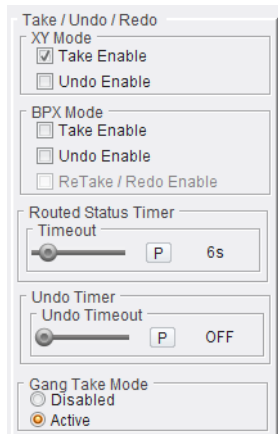 Take / Undo / Redo
XY Mode
Take Enable
Undo Enable
BPX Mode
Take Enable
Undo Enable
ReTake / Redo Enable
Routed Status Timer
Timeout
P 6s
Undo Timer
Undo Timeout
P OFF
Gang Take Mode
Disabled
Active